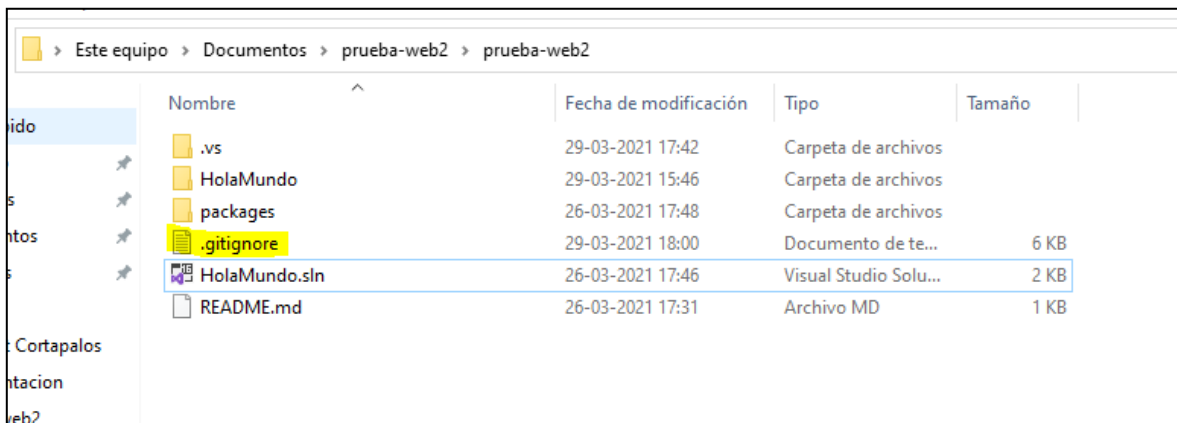 Este equipo > Documentos > prueba-web2 > prueba-web2
Nombre Fecha de modificación Tipo Tamaño
.vs 29-03-2021 17:42 Carpeta de archivos
HolaMundo 29-03-2021 15:46 Carpeta de archivos
packages 26-03-2021 17:48 Carpeta de archivos
.gitignore 29-03-2021 18:00 Documento de te... 6 KB
HolaMundo.sln 26-03-2021 17:46 Visual Studio Solu... 2 KB
README.md 26-03-2021 17:31 Archivo MD 1 KB
ido
s
ntos
s
Cortapalos
ntacion
web2